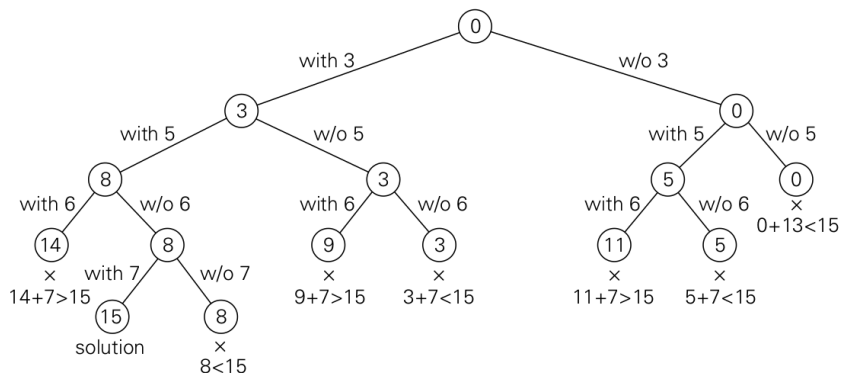 0
with 3
w/o 3
3
0
with 5
w/o 5
with 5
w/o 5
8
3
5
0
with 6
w/o 6
with 6
w/o 6
with 6
w/o 6
×
0+13<15
14
8
9
3
11
5
×
with 7
w/o 7
×
×
×
×
14+7>15
9+7>15
3+7<15
11+7>15
5+7<15
15
8
solution
×
8<15